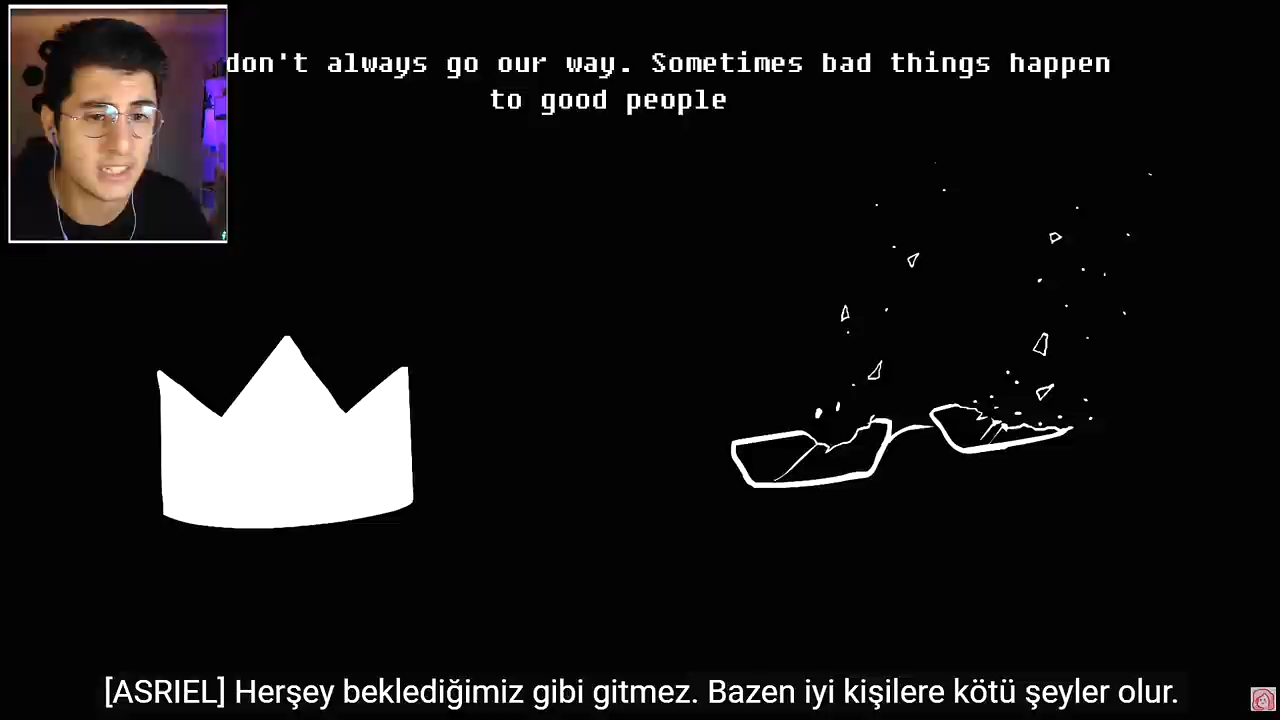 don't always go our way. Sometimes bad things happen
to good people
[ASRIEL] Herşey beklediğimiz gibi gitmez. Bazen iyi kişilere kötü şeyler olur.